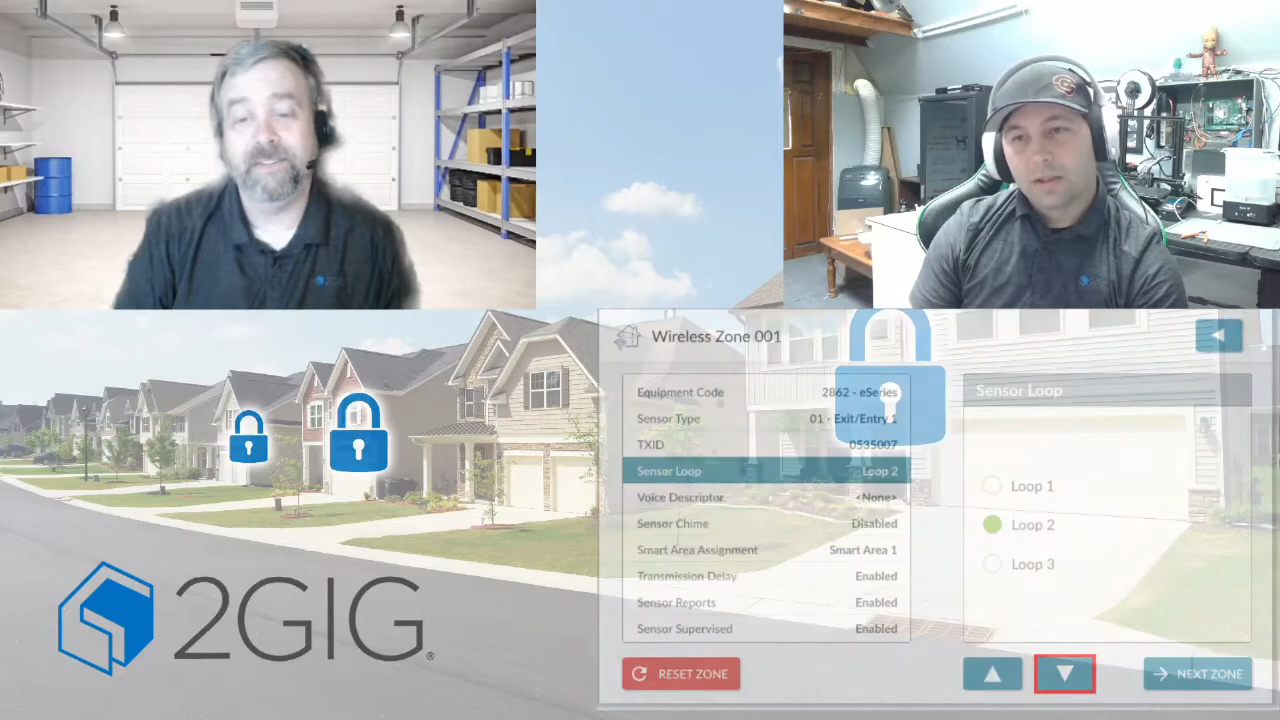 Wireless Zone 001
Equipment Code 2862 - eSeries
Sensor Type 01 - Exit/Entry 1
TXID 0535007
Sensor Loop Loop 2
Voice Descriptor <None>
Sensor Chime Disabled
Smart Area Assignment Smart Area 1
Transmission Delay Enabled
Sensor Reports Enabled
Sensor Supervised Enabled
Sensor Loop
Loop 1
Loop 2
Loop 3
RESET ZONE
NEXT ZONE
2GIG®